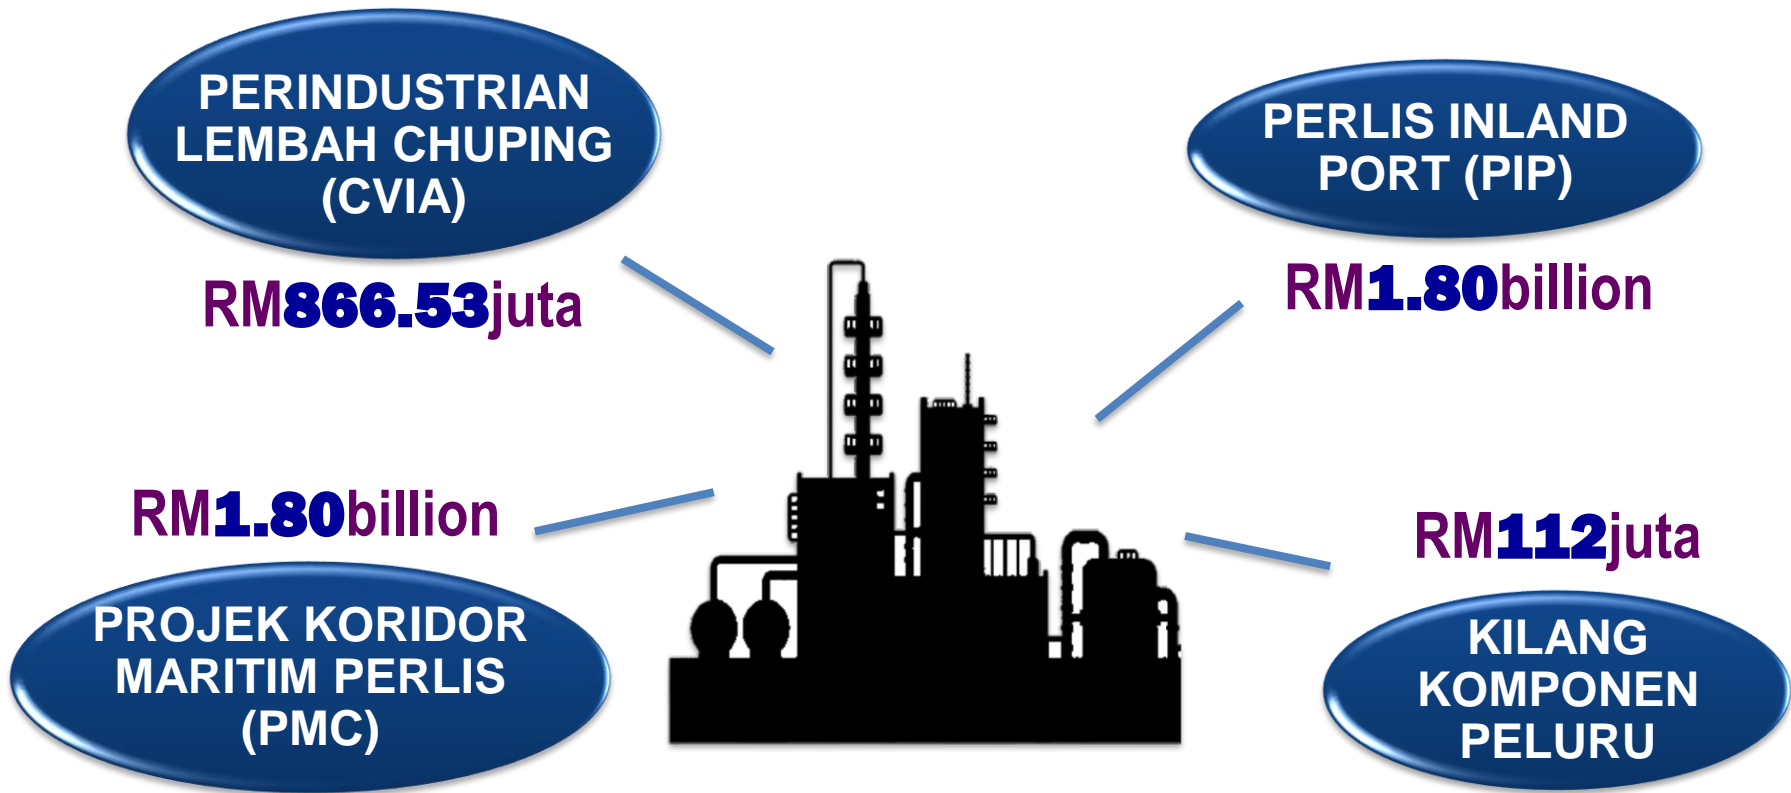 PERINDUSTRIAN
LEMBAH CHUPING
(CVIA)
RM866.53juta
PERLIS INLAND
PORT (PIP)
RM1.80billion
RM1.80billion
PROJEK KORIDOR
MARITIM PERLIS
(PMC)
RM112juta
KILANG
KOMPONEN
PELURU